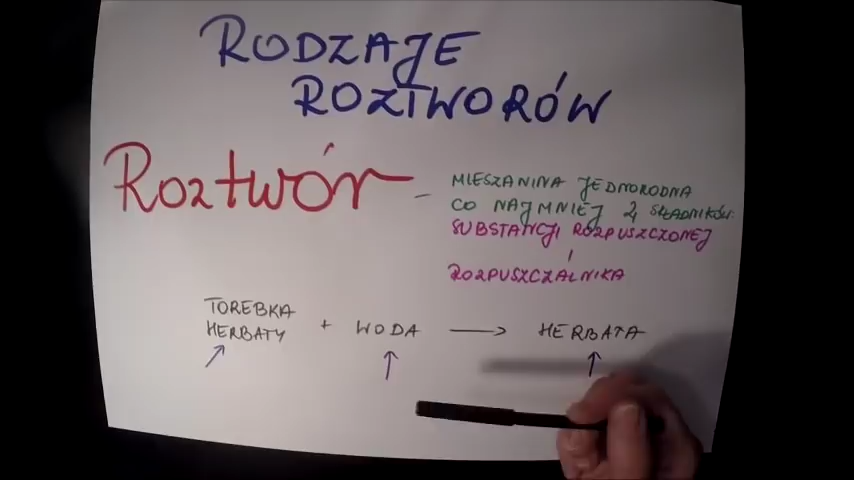 RODZAJE
ROZTWORÓW
Roztwór - MIESZANINA JEDNORODNA
CO NAJMNIEJ 2 SKŁADNIKÓW:
SUBSTANCJI ROZPUSZCZONEJ
I
ROZPUSZCZALNIKA
TOREBKA
HERBATY + WODA → HERBATA